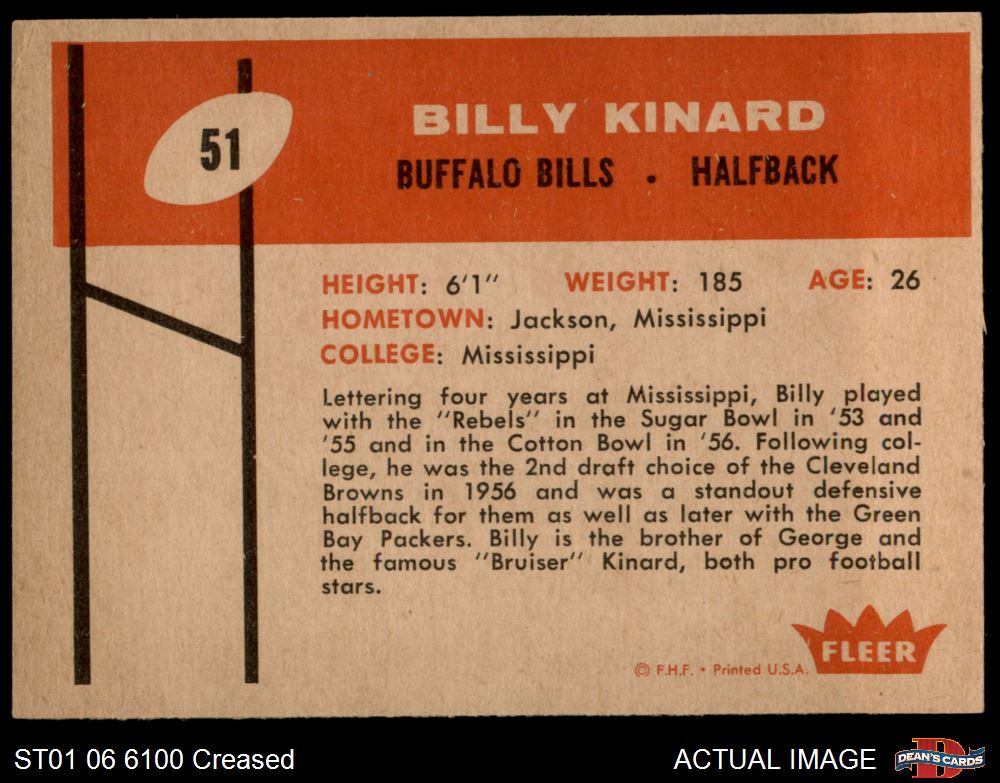 51
BILLY KINARD
BUFFALO BILLS • HALFBACK
HEIGHT: 6'1" WEIGHT: 185 AGE: 26
HOMETOWN: Jackson, Mississippi
COLLEGE: Mississippi
Lettering four years at Mississippi, Billy played
with the "Rebels" in the Sugar Bowl in '53 and
'55 and in the Cotton Bowl in '56. Following col-
lege, he was the 2nd draft choice of the Cleveland
Browns in 1956 and was a standout defensive
halfback for them as well as later with the Green
Bay Packers. Billy is the brother of George and
the famous "Bruiser" Kinard, both pro football
stars.
FLEER
© F.H.F. • Printed U.S.A.
ST01 06 6100 Creased
ACTUAL IMAGE
D
DEAN'S CARDS